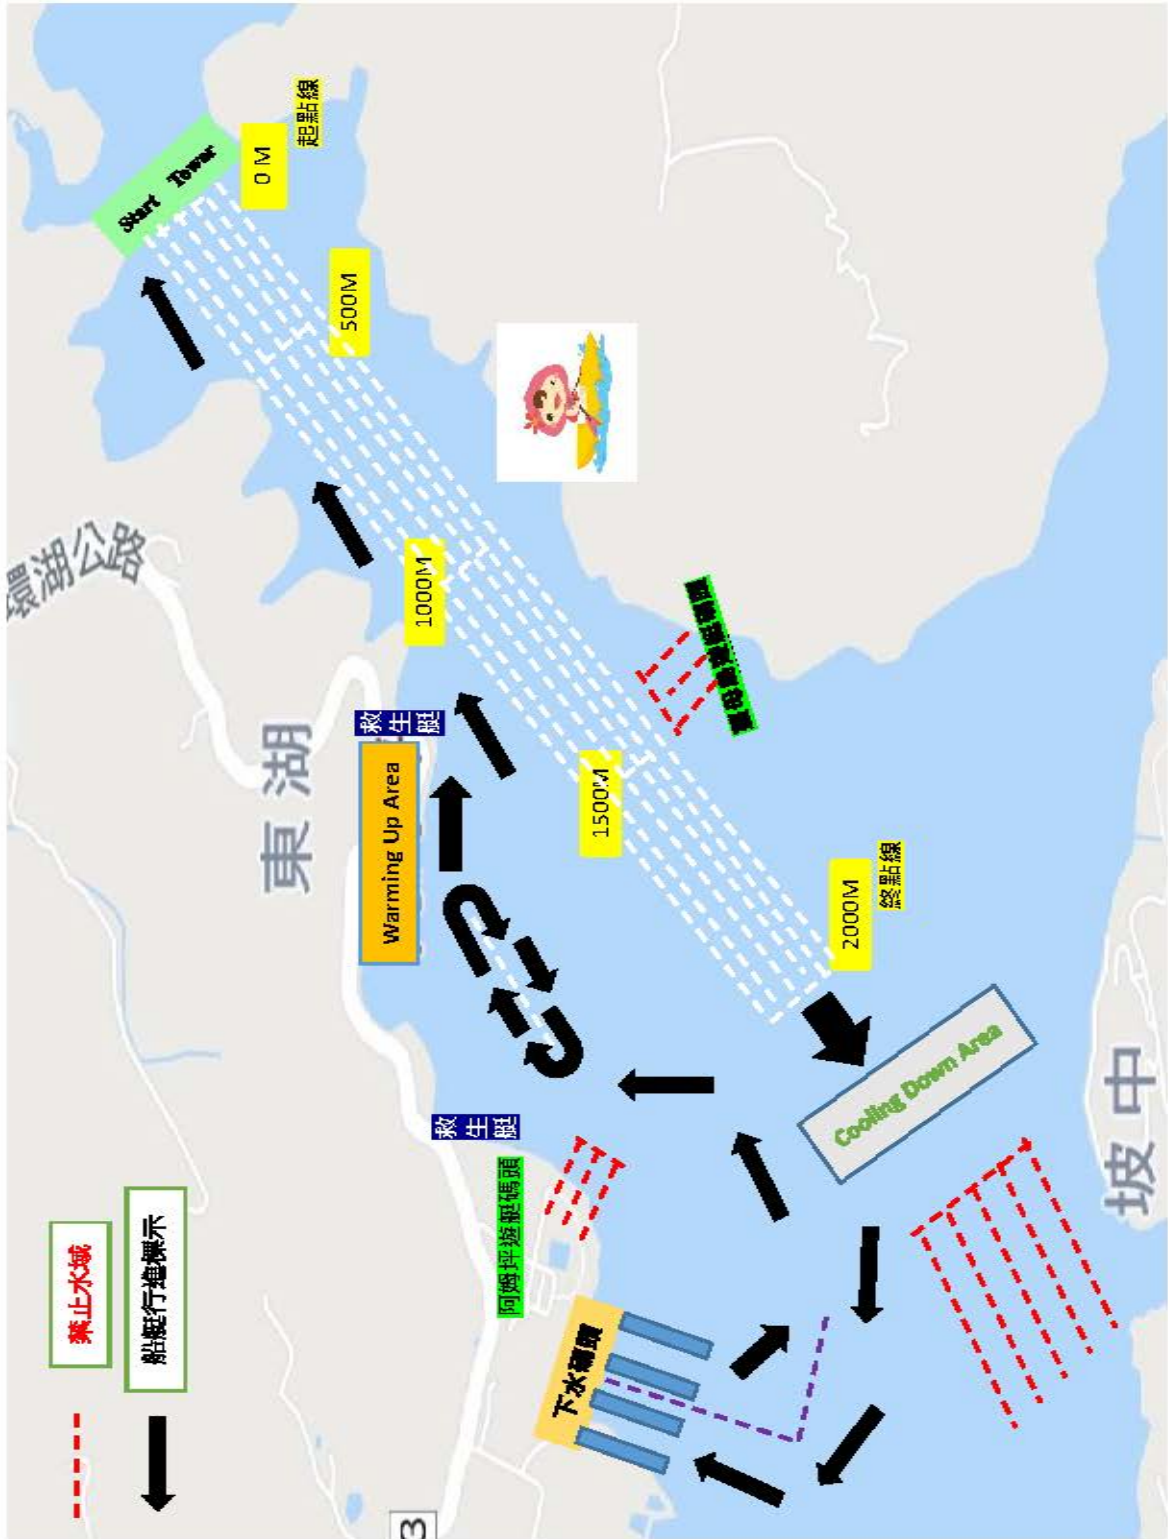 環湖公路
Start Tower
0 M
起點線
500M
1000M
東湖
救生艇
Warming Up Area
1500M
2000M
終點線
Cooling Down Area
坡中
救生艇
阿姆坪遊艇碼頭
下水碼頭
禁止水域
船艇行進標示
3